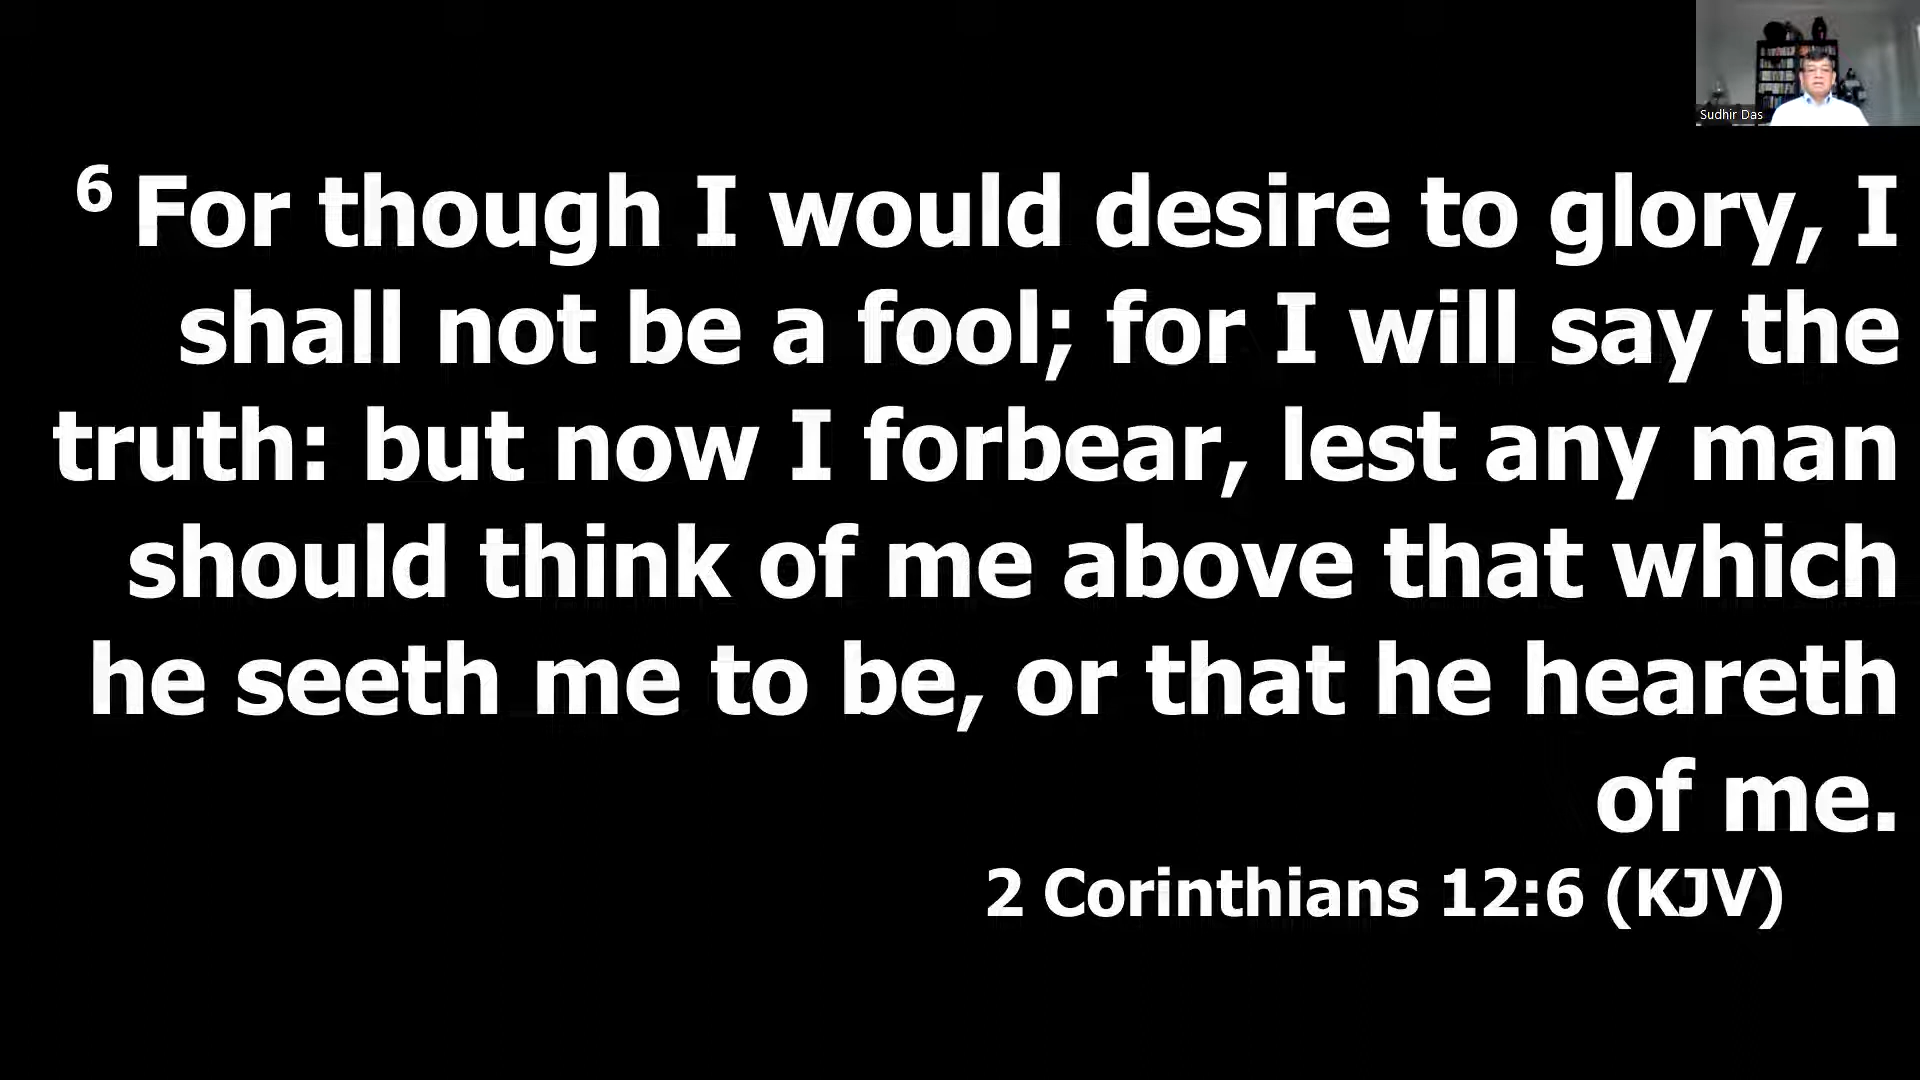 Sudhir Das
6 For though I would desire to glory, I
shall not be a fool; for I will say the
truth: but now I forbear, lest any man
should think of me above that which
he seeth me to be, or that he heareth
of me.
2 Corinthians 12:6 (KJV)